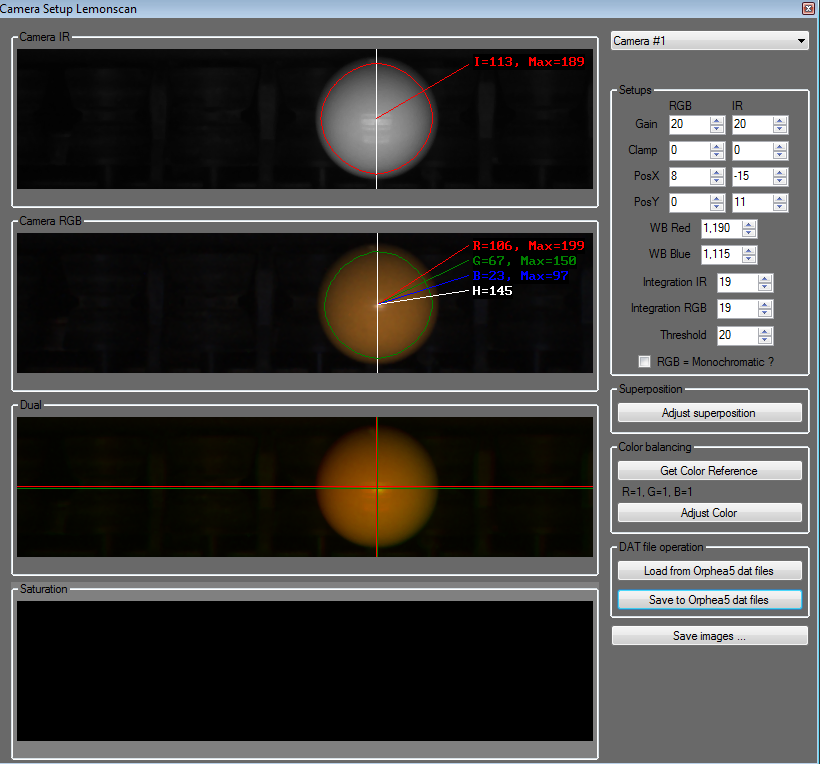 Camera Setup Lemonscan
Camera IR
I=113, Max=189
Camera RGB
R=106, Max=199
G=67, Max=150
B=23, Max=97
H=145
Dual
Saturation
Camera #1
Setups
RGB IR
Gain 20 20
Clamp 0 0
PosX 8 -15
PosY 0 11
WB Red 1,190
WB Blue 1,115
Integration IR 19
Integration RGB 19
Threshold 20
RGB = Monochromatic ?
Superposition
Adjust superposition
Color balancing
Get Color Reference
R=1, G=1, B=1
Adjust Color
DAT file operation
Load from Orphea5 dat files
Save to Orphea5 dat files
Save images ...